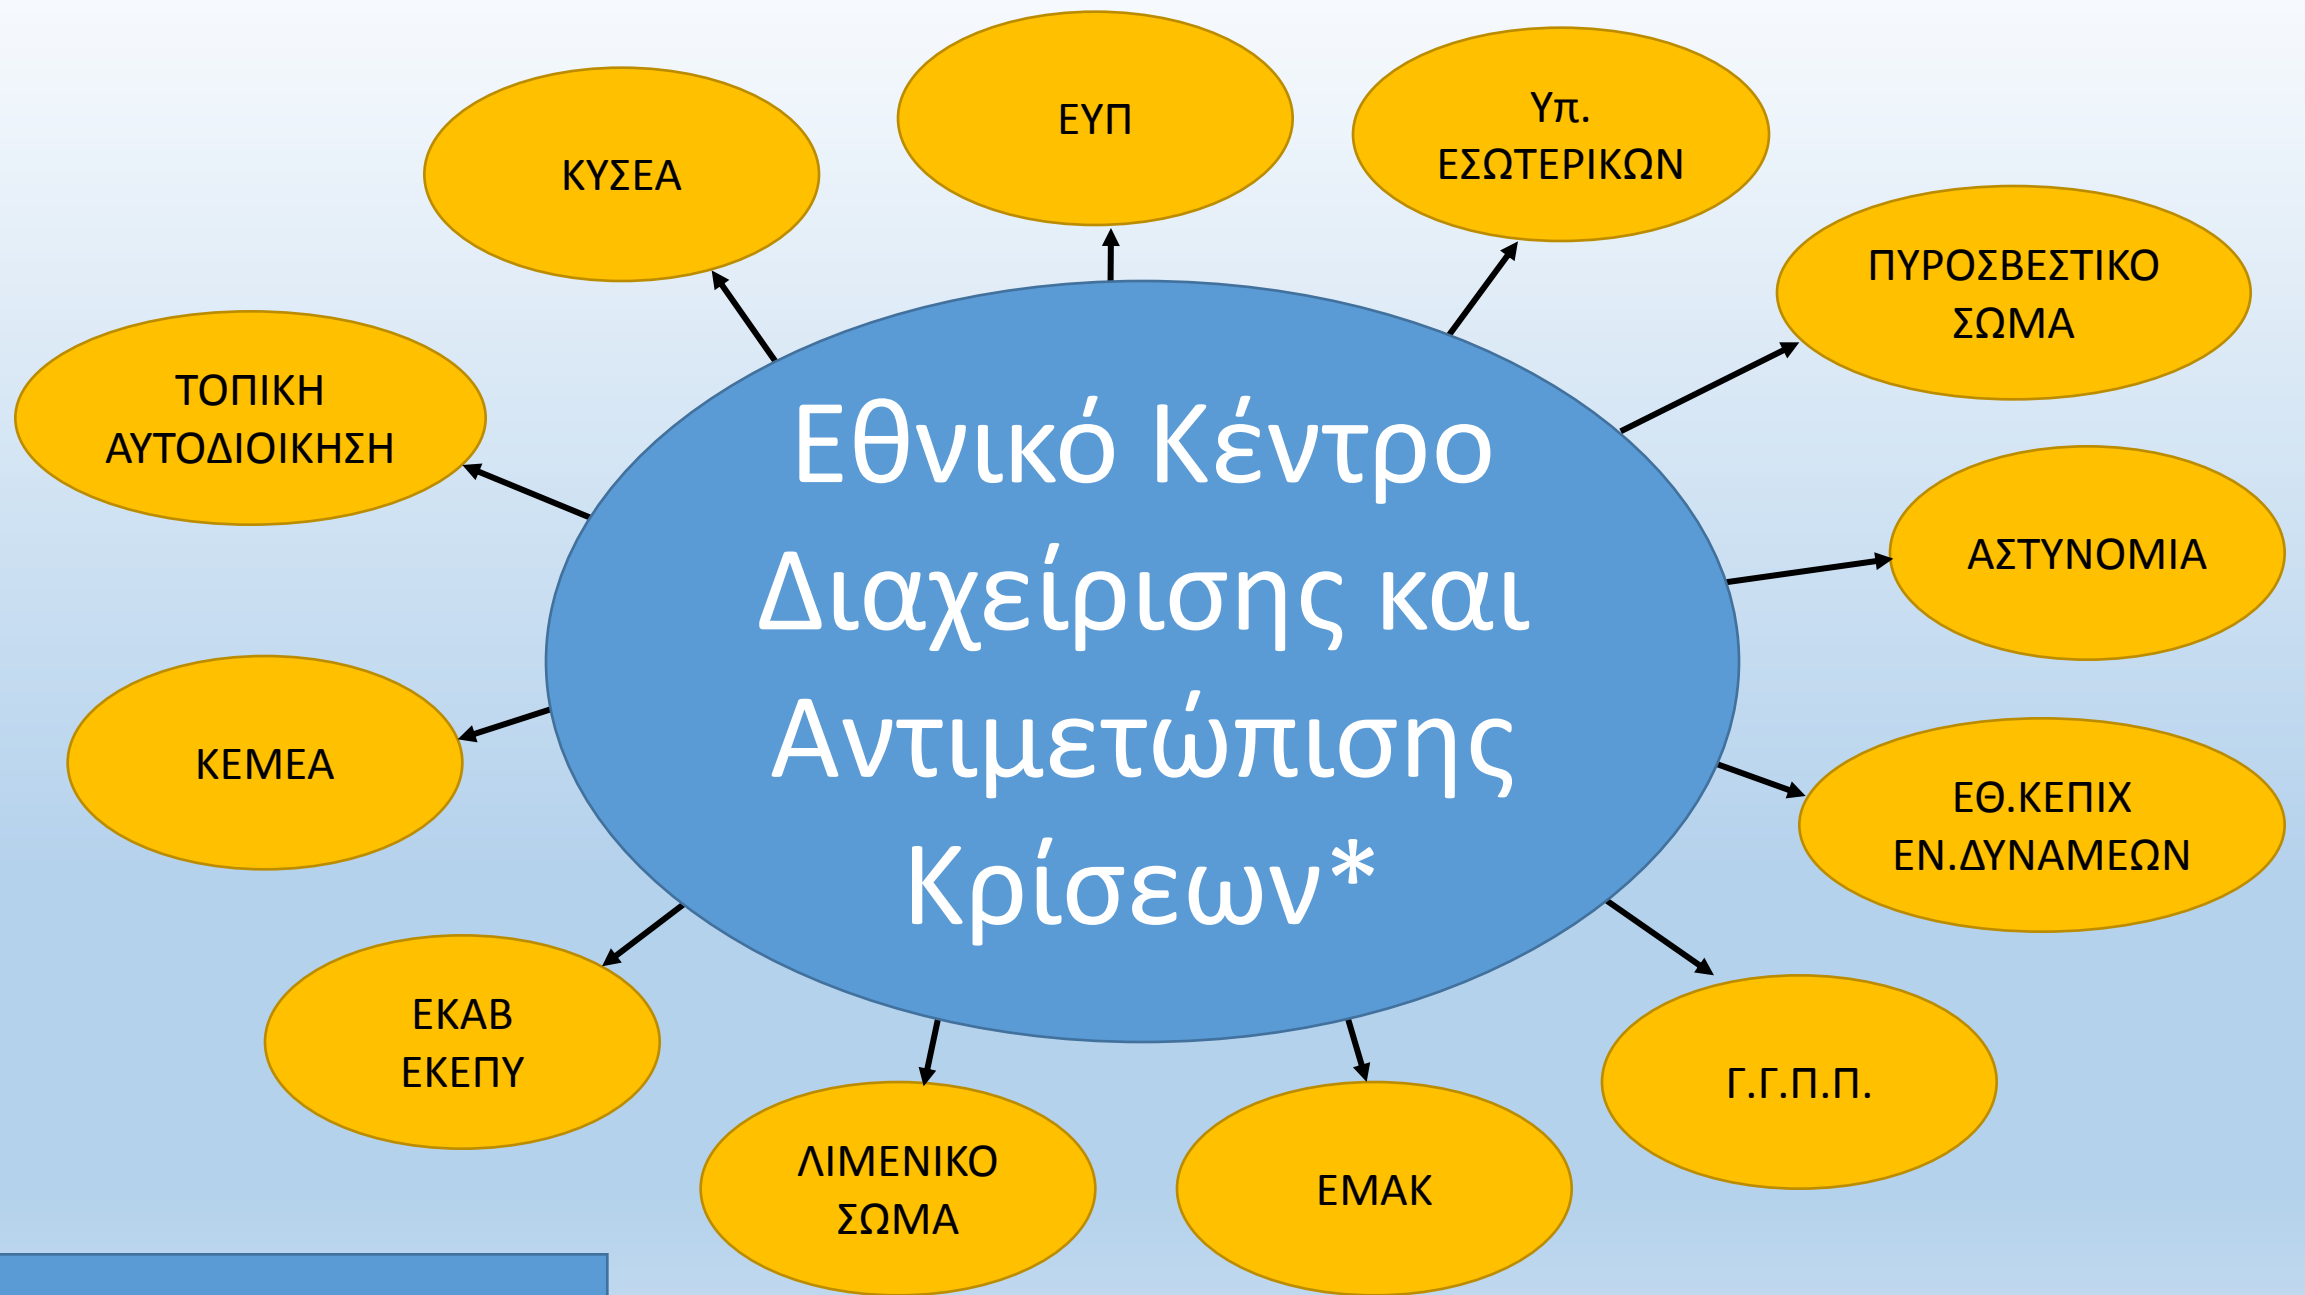 ΕΥΠ
Υπ.
ΕΣΩΤΕΡΙΚΩΝ
ΚΥΣΕΑ
ΠΥΡΟΣΒΕΣΤΙΚΟ
ΣΩΜΑ
ΤΟΠΙΚΗ
ΑΥΤΟΔΙΟΙΚΗΣΗ
Εθνικό Κέντρο
Διαχείρισης και
Αντιμετώπισης
Κρίσεων*
ΑΣΤΥΝΟΜΙΑ
ΚΕΜΕΑ
ΕΘ.ΚΕΠΙΧ
ΕΝ.ΔΥΝΑΜΕΩΝ
ΕΚΑΒ
ΕΚΕΠΥ
Γ.Γ.Π.Π.
ΛΙΜΕΝΙΚΟ
ΣΩΜΑ
ΕΜΑΚ